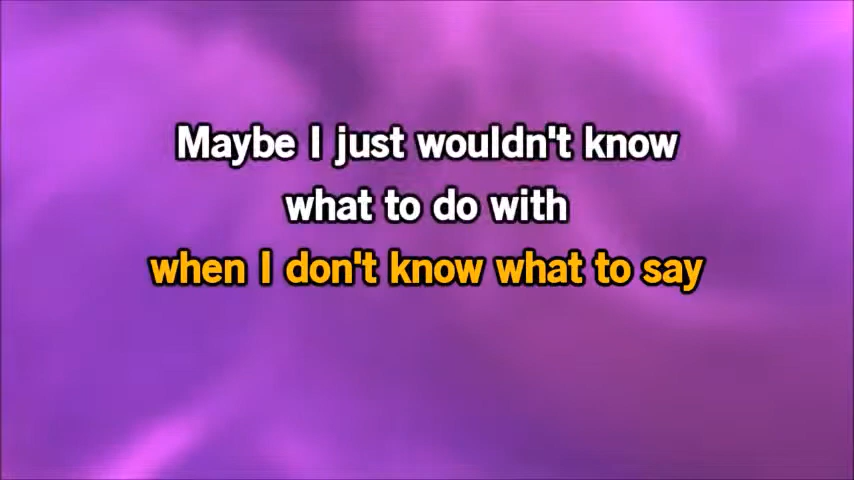 Maybe I just wouldn't know
what to do with
when I don't know what to say